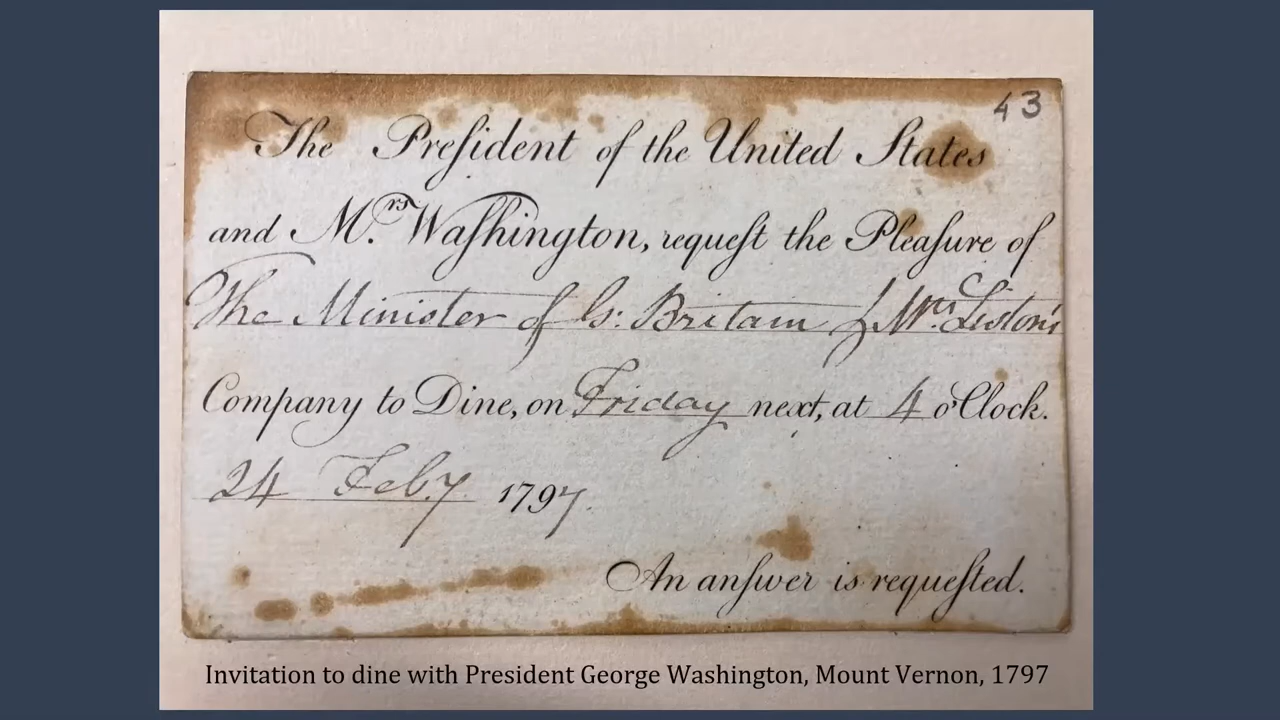 43
The Preſident of the United States
and Mrs. Waſhington, requeſt the Pleaſure of
The Minister of G: Britain & Mrs. Liston's
Company to Dine, on Friday next, at 4 o'Clock.
24 Feby. 1797.
An anſwer is requeſted.
Invitation to dine with President George Washington, Mount Vernon, 1797